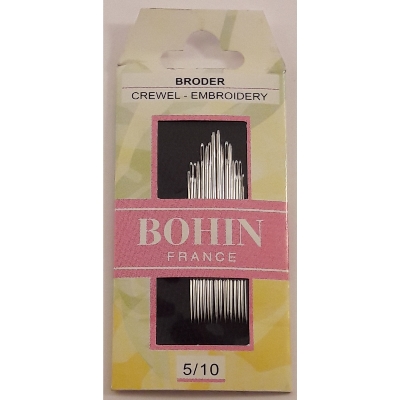 BRODER
CREWEL - EMBROIDERY
BOHIN
FRANCE
5/10